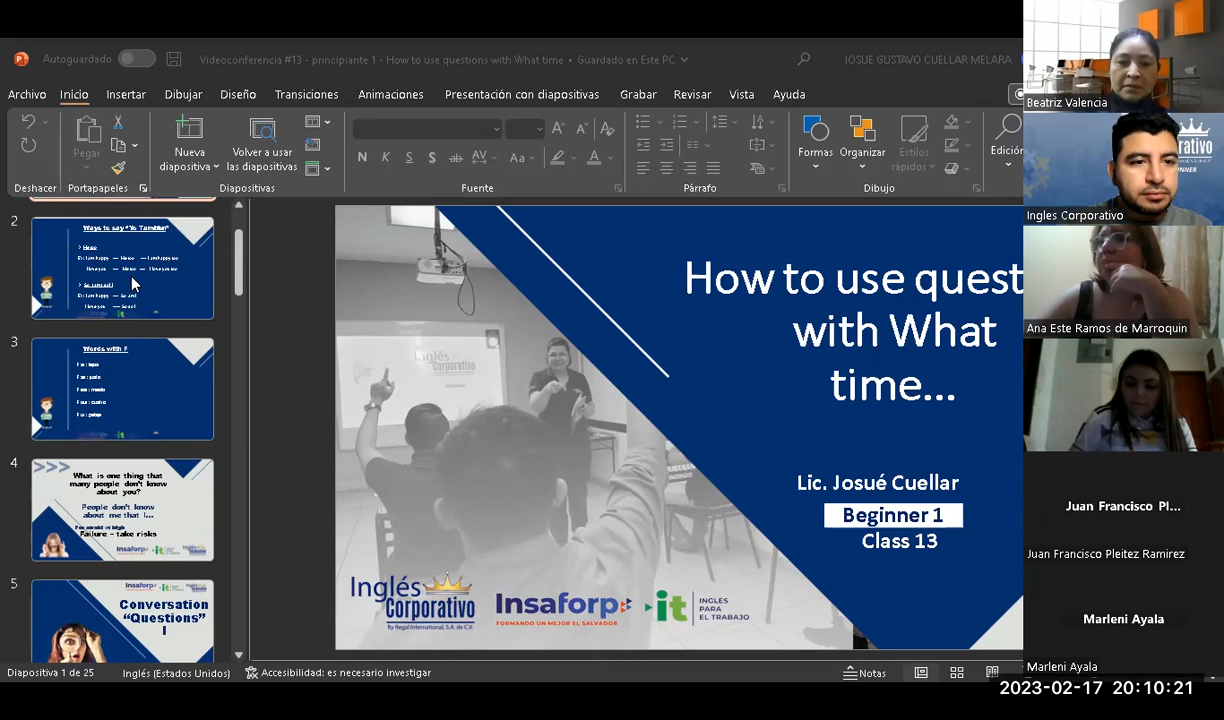 Autoguardado
Videoconferencia #13 - principiante 1 - How to use questions with What time • Guardado en Este PC
JOSUE GUSTAVO CUELLAR MELARA
Archivo Inicio Insertar Dibujar Diseño Transiciones Animaciones Presentación con diapositivas Grabar Revisar Vista Ayuda
Pegar
Nueva diapositiva
Volver a usar las diapositivas
N K S S ab AV Aa A
Formas Organizar Estilos rápidos Edición
Deshacer Portapapeles Diapositivas Fuente Párrafo Dibujo
2
Ways to say "Yo También"
3
Words with F
4
What is one thing that
many people don't know
about you?
People don't know
about me that I...
Failure - take risks
Insaforp it
5
Insaforp it
Conversation
"Questions"
I
How to use quest
with What
time...
Lic. Josué Cuellar
Beginner 1
Class 13
Inglés
Corporativo
By Regal International, S.A. de C.V.
Insaforp
FORMANDO UN MEJOR EL SALVADOR
it
INGLÉS
PARA
EL TRABAJO
Diapositiva 1 de 25
Inglés (Estados Unidos)
Accesibilidad: es necesario investigar
Notas
Beatriz Valencia
Ingles Corporativo
Ana Este Ramos de Marroquin
Juan Francisco Pl...
Juan Francisco Pleitez Ramirez
Marleni Ayala
Marleni Ayala
2023-02-17 20:10:21